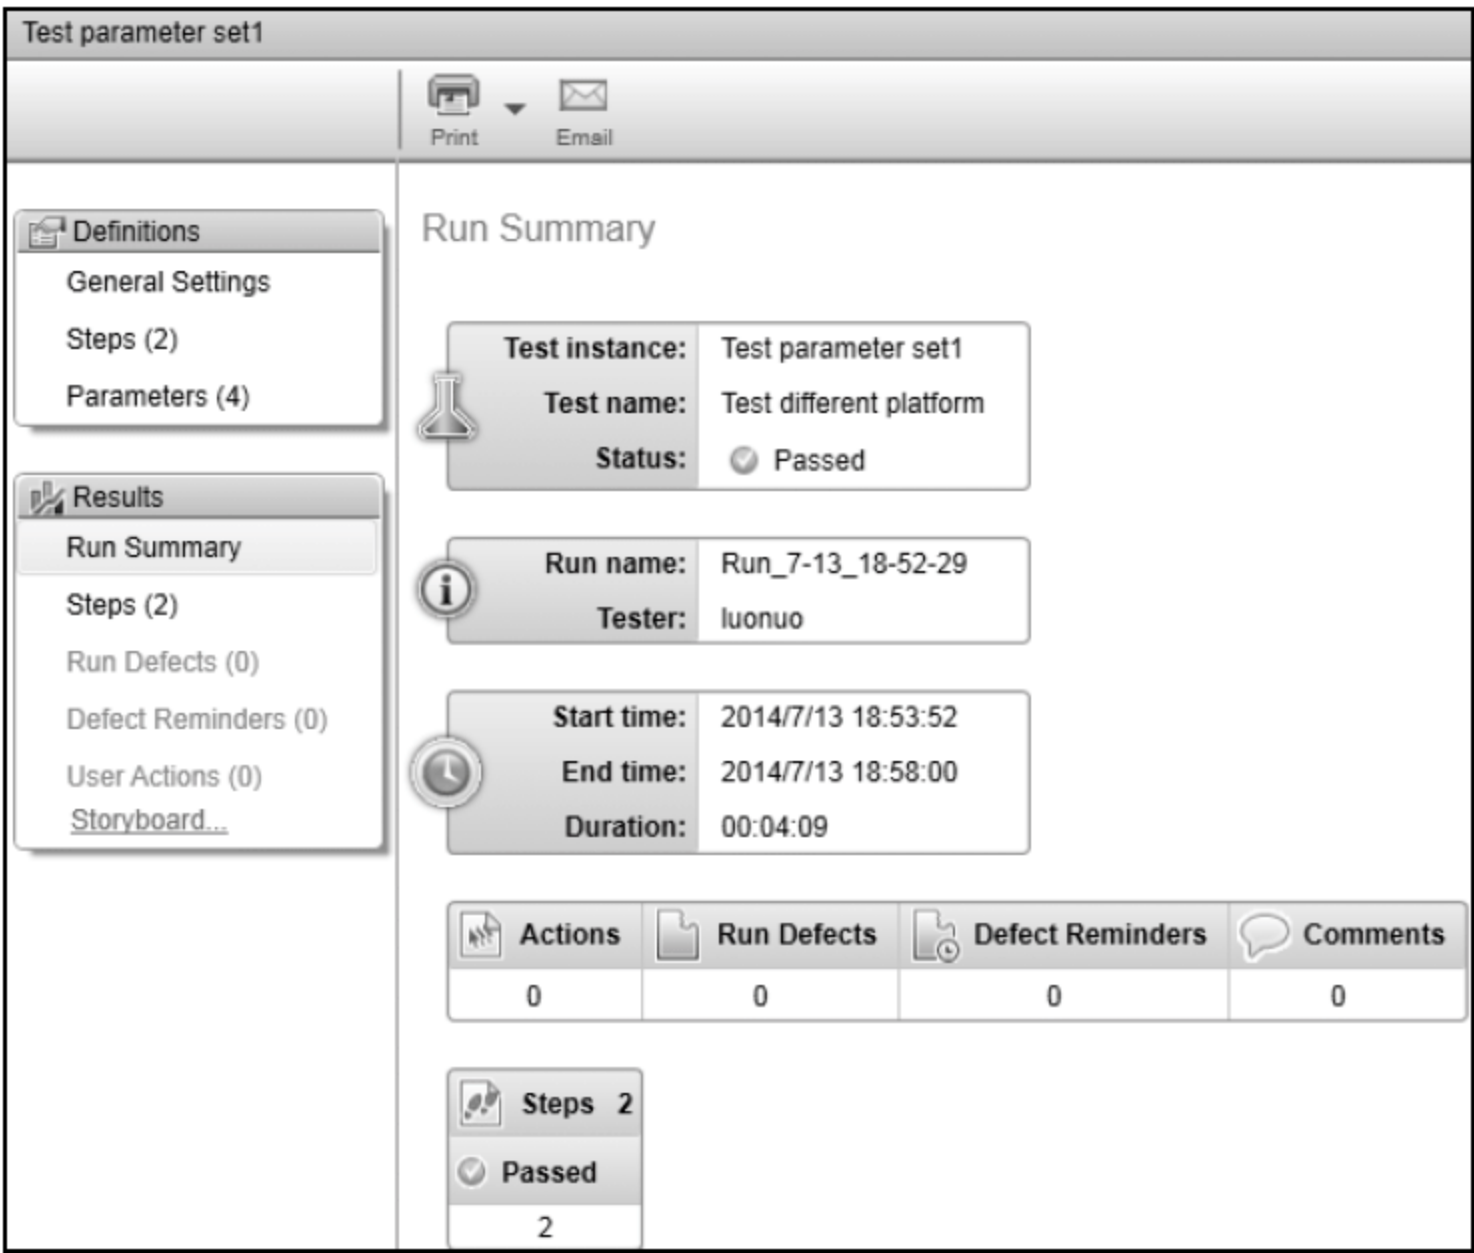 Test parameter set1
Print
Email
Definitions
General Settings
Steps (2)
Parameters (4)
Results
Run Summary
Steps (2)
Run Defects (0)
Defect Reminders (0)
User Actions (0)
Storyboard...
Run Summary
Test instance: Test parameter set1
Test name: Test different platform
Status: Passed
Run name: Run_7-13_18-52-29
Tester: luonuo
Start time: 2014/7/13 18:53:52
End time: 2014/7/13 18:58:00
Duration: 00:04:09
Actions Run Defects Defect Reminders Comments
0 0 0 0
Steps 2
Passed
2